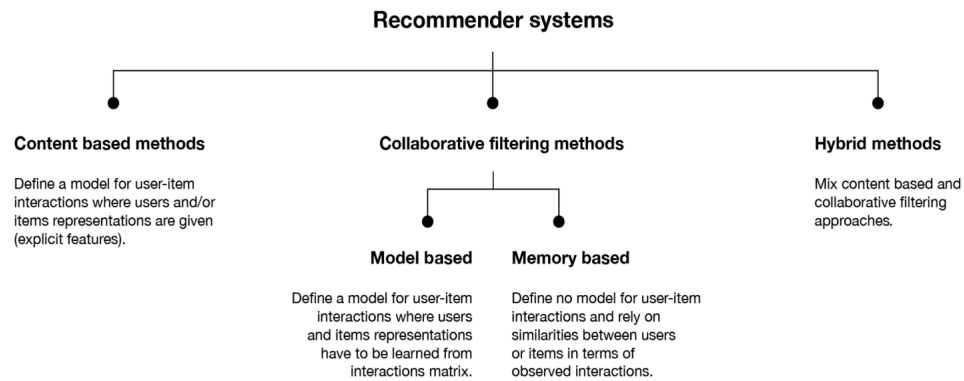 Recommender systems
Content based methods
Define a model for user-item
interactions where users and/or
items representations are given
(explicit features).
Collaborative filtering methods
Model based
Define a model for user-item
interactions where users
and items representations
have to be learned from
interactions matrix.
Memory based
Define no model for user-item
interactions and rely on
similarities between users
or items in terms of
observed interactions.
Hybrid methods
Mix content based and
collaborative filtering
approaches.